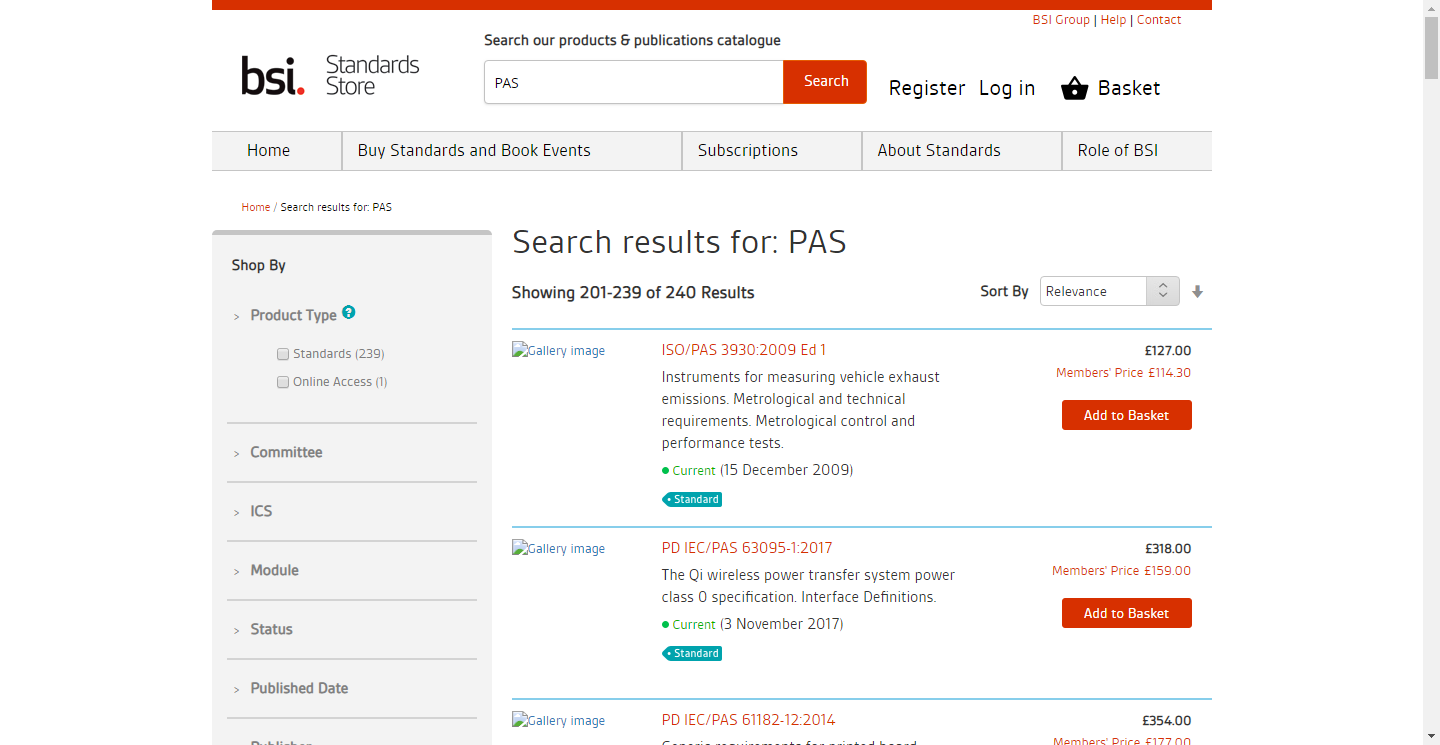 BSI Group | Help | Contact
Search our products & publications catalogue
bsi. Standards Store
PAS
Search
Register Log in Basket
Home
Buy Standards and Book Events
Subscriptions
About Standards
Role of BSI
Home / Search results for: PAS
Shop By
> Product Type ?
Standards (239)
Online Access (1)
> Committee
> ICS
> Module
> Status
> Published Date
Search results for: PAS
Showing 201-239 of 240 Results
Sort By Relevance
Gallery image
ISO/PAS 3930:2009 Ed 1
Instruments for measuring vehicle exhaust
emissions. Metrological and technical
requirements. Metrological control and
performance tests.
Current (15 December 2009)
Standard
£127.00
Members' Price £114.30
Add to Basket
Gallery image
PD IEC/PAS 63095-1:2017
The Qi wireless power transfer system power
class 0 specification. Interface Definitions.
Current (3 November 2017)
Standard
£318.00
Members' Price £159.00
Add to Basket
Gallery image
PD IEC/PAS 61182-12:2014
Generic requirements for printed board
£354.00
Members' Price £177.00